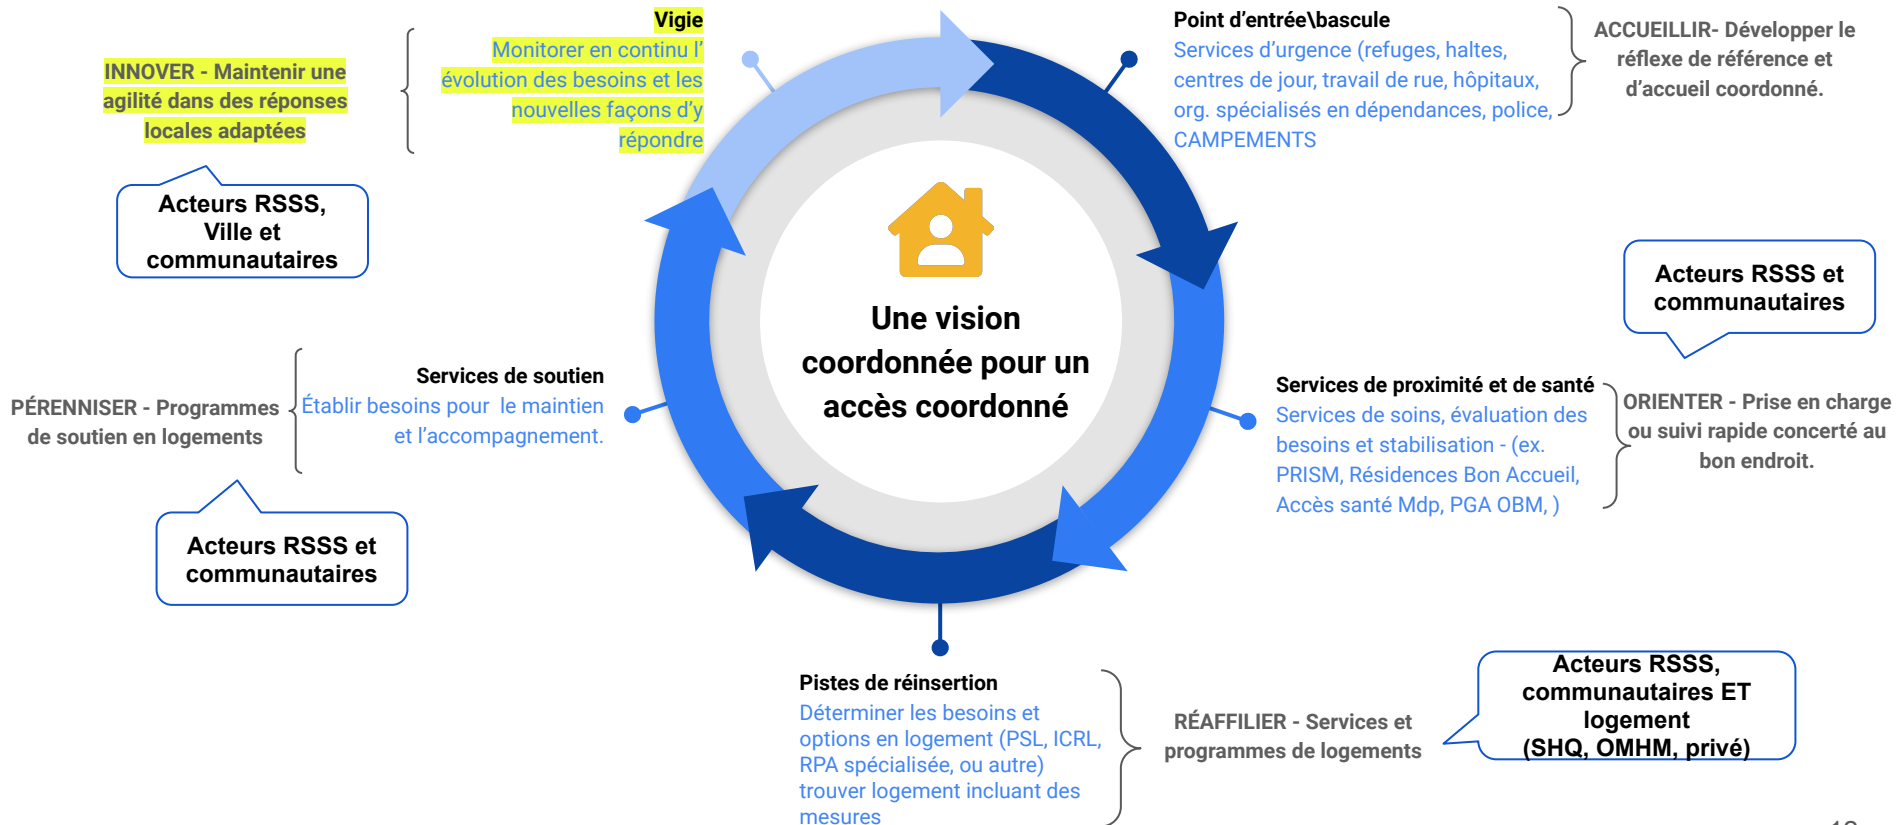 Vigie
Monitorer en continu l'
évolution des besoins et les
nouvelles façons d'y
répondre
INNOVER - Maintenir une
agilité dans des réponses
locales adaptées
Acteurs RSSS,
Ville et
communautaires
Point d'entrée\bascule
Services d'urgence (refuges, haltes,
centres de jour, travail de rue, hôpitaux,
org. spécialisés en dépendances, police,
CAMPEMENTS
ACCUEILLIR- Développer le
réflexe de référence et
d'accueil coordonné.
Une vision
coordonnée pour un
accès coordonné
Acteurs RSSS et
communautaires
Services de proximité et de santé
Services de soins, évaluation des
besoins et stabilisation - (ex.
PRISM, Résidences Bon Accueil,
Accès santé Mdp, PGA OBM, )
ORIENTER - Prise en charge
ou suivi rapide concerté au
bon endroit.
Services de soutien
Établir besoins pour le maintien
et l'accompagnement.
PÉRENNISER - Programmes
de soutien en logements
Acteurs RSSS et
communautaires
Pistes de réinsertion
Déterminer les besoins et
options en logement (PSL, ICRL,
RPA spécialisée, ou autre)
trouver logement incluant des
mesures
RÉAFFILIER - Services et
programmes de logements
Acteurs RSSS,
communautaires ET
logement
(SHQ, OMHM, privé)